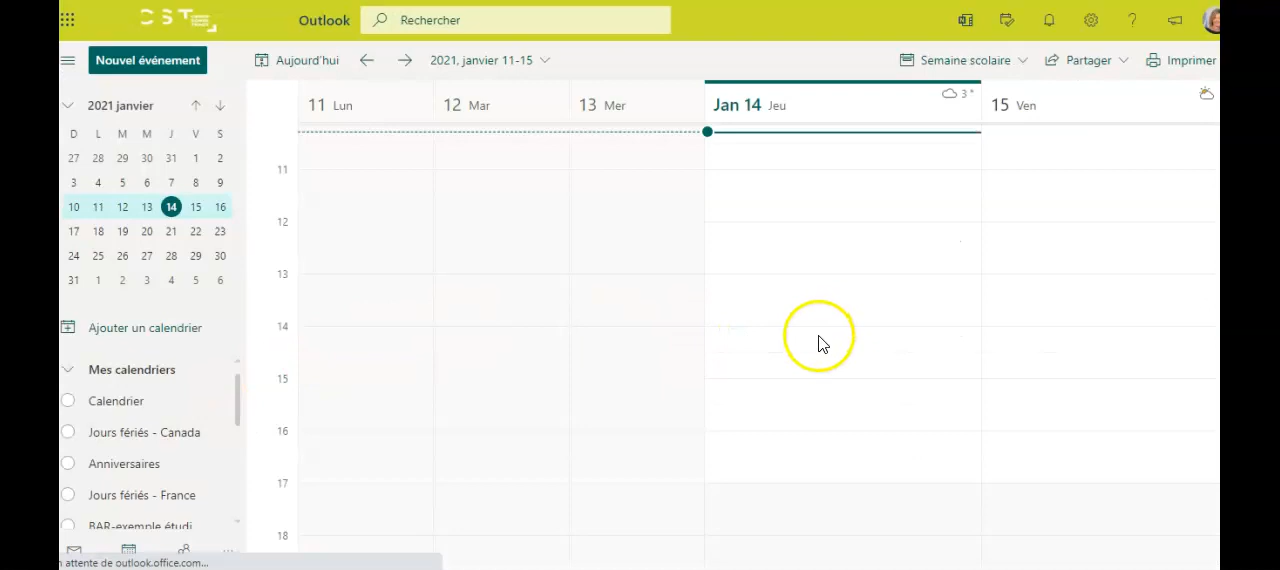 CST
Outlook
Rechercher
Nouvel événement
Aujourd'hui
2021, janvier 11-15
Semaine scolaire
Partager
Imprimer
2021 janvier
D L M M J V S
27 28 29 30 31 1 2
3 4 5 6 7 8 9
10 11 12 13 14 15 16
17 18 19 20 21 22 23
24 25 26 27 28 29 30
31 1 2 3 4 5 6
Ajouter un calendrier
Mes calendriers
Calendrier
Jours fériés - Canada
Anniversaires
Jours fériés - France
BAR-exemple étudi
11 Lun
12 Mar
13 Mer
Jan 14 Jeu
3°
15 Ven
11
12
13
14
15
16
17
18
attente de outlook.office.com...